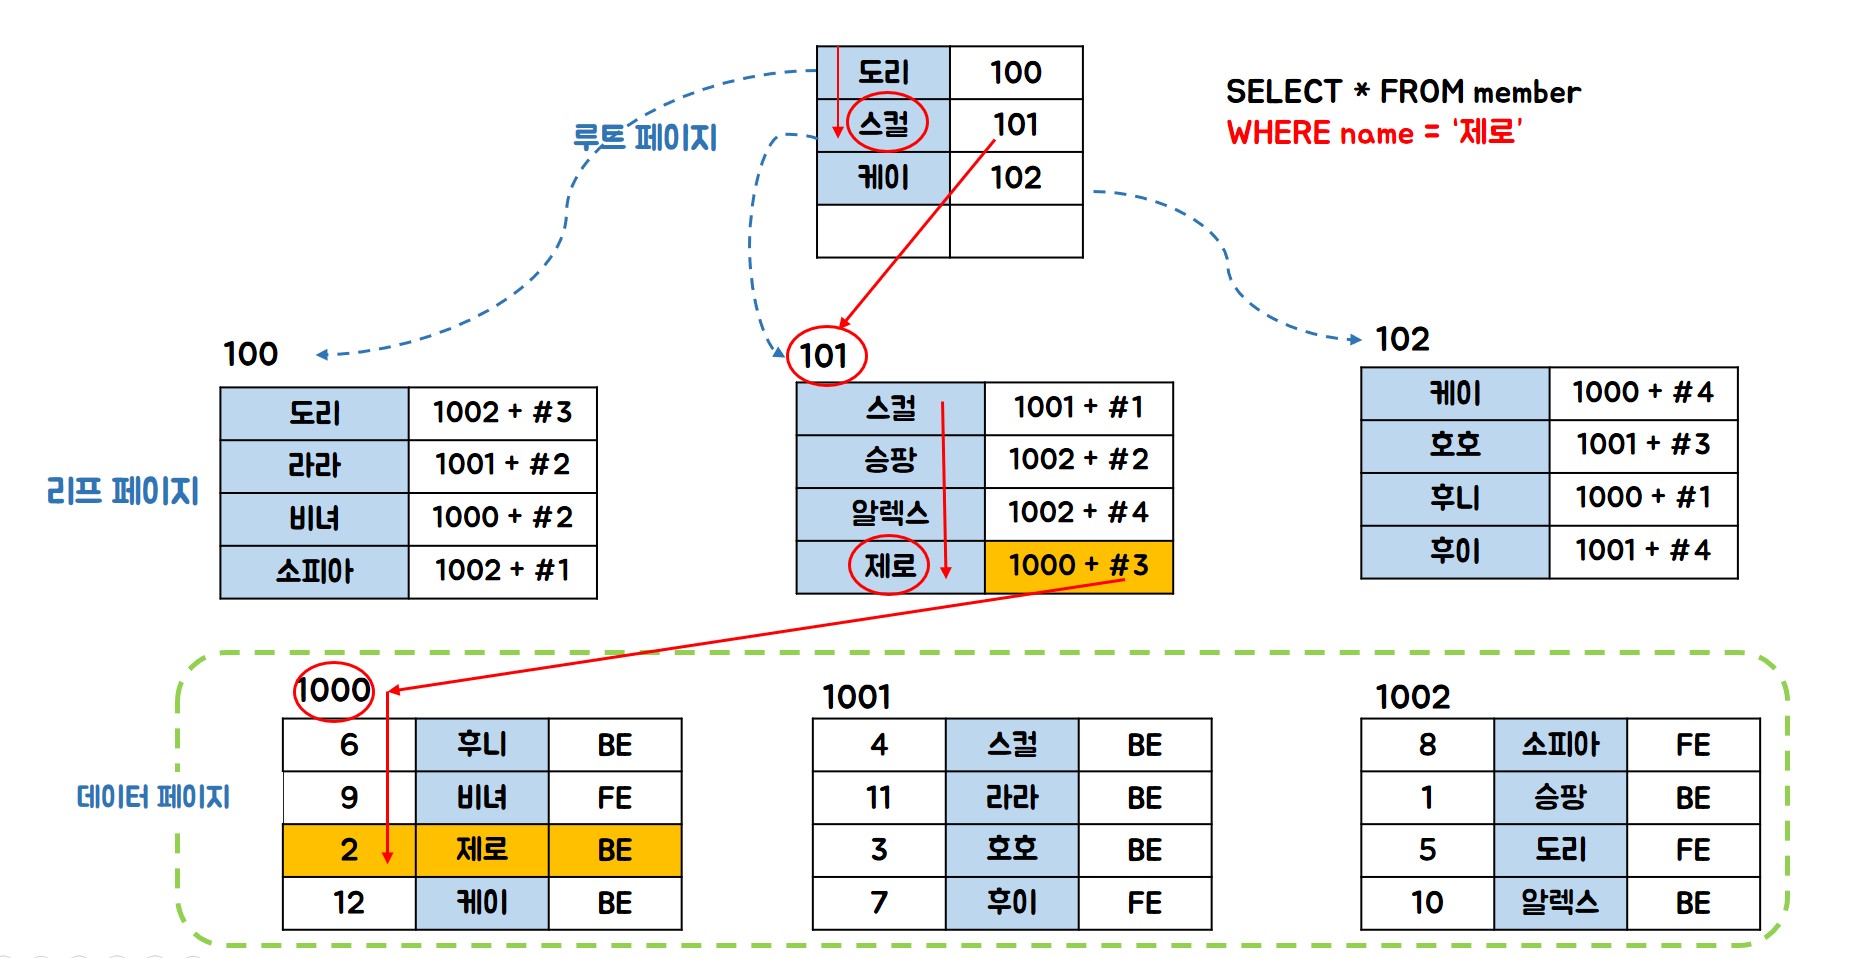 도리 100
스컬 101
케이 102
루트 페이지
SELECT * FROM member
WHERE name = '제로'
100
도리 1002 + #3
라라 1001 + #2
비녀 1000 + #2
소피아 1002 + #1
101
스컬 1001 + #1
승팡 1002 + #2
알렉스 1002 + #4
제로 1000 + #3
102
케이 1000 + #4
호호 1001 + #3
후니 1000 + #1
후이 1001 + #4
리프 페이지
데이터 페이지
1000
6 후니 BE
9 비녀 FE
2 제로 BE
12 케이 BE
1001
4 스컬 BE
11 라라 BE
3 호호 BE
7 후이 FE
1002
8 소피아 FE
1 승팡 BE
5 도리 FE
10 알렉스 BE